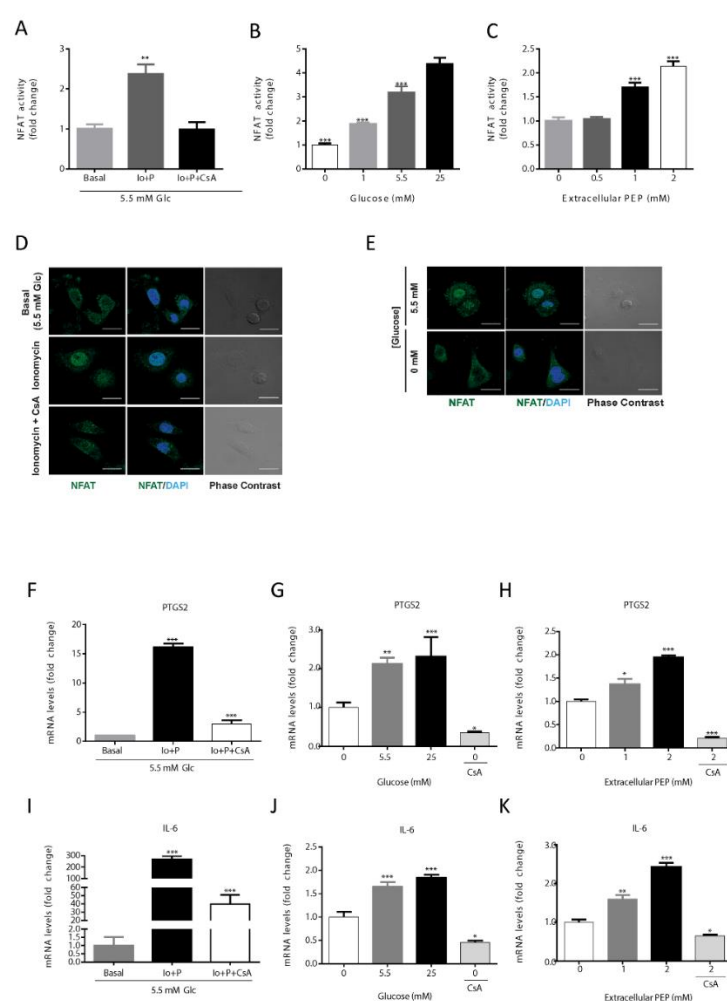 A
NFAT activity
(fold change)
3
2
1
0
**
Basal
Io+P
Io+P+CsA
5.5 mM Glc
B
NFAT activity
(fold change)
5
4
3
2
1
0
***
***
***
0
1
5.5
25
Glucose (mM)
C
NFAT activity
(fold change)
2.5
2.0
1.5
1.0
0.5
0.0
***
***
0
0.5
1
2
Extracellular PEP (mM)
D
Basal
(5.5 mM Glc)
Ionomycin
Ionomycin + CsA
NFAT
NFAT/DAPI
Phase Contrast
E
[Glucose]
5.5 mM
0 mM
NFAT
NFAT/DAPI
Phase Contrast
F
PTGS2
mRNA levels (fold change)
20
15
10
5
0
***
***
Basal
Io+P
Io+P+CsA
5.5 mM Glc
G
PTGS2
mRNA levels (fold change)
3.0
2.0
1.0
0.0
**
***
*
0
5.5
25
0
Glucose (mM)
CsA
H
PTGS2
mRNA levels (fold change)
2.5
2.0
1.5
1.0
0.5
0.0
*
***
***
0
1
2
2
Extracellular PEP (mM)
CsA
I
IL-6
mRNA levels (fold change)
300
200
100
60
50
40
30
20
2.0
1.5
1.0
0.5
0.0
***
***
Basal
Io+P
Io+P+CsA
5.5 mM Glc
J
IL-6
mRNA levels (fold change)
2.5
2.0
1.5
1.0
0.5
0.0
***
***
*
0
5.5
25
0
Glucose (mM)
CsA
K
IL-6
mRNA levels (fold change)
3.0
2.0
1.0
0.0
**
***
*
0
1
2
2
Extracellular PEP (mM)
CsA